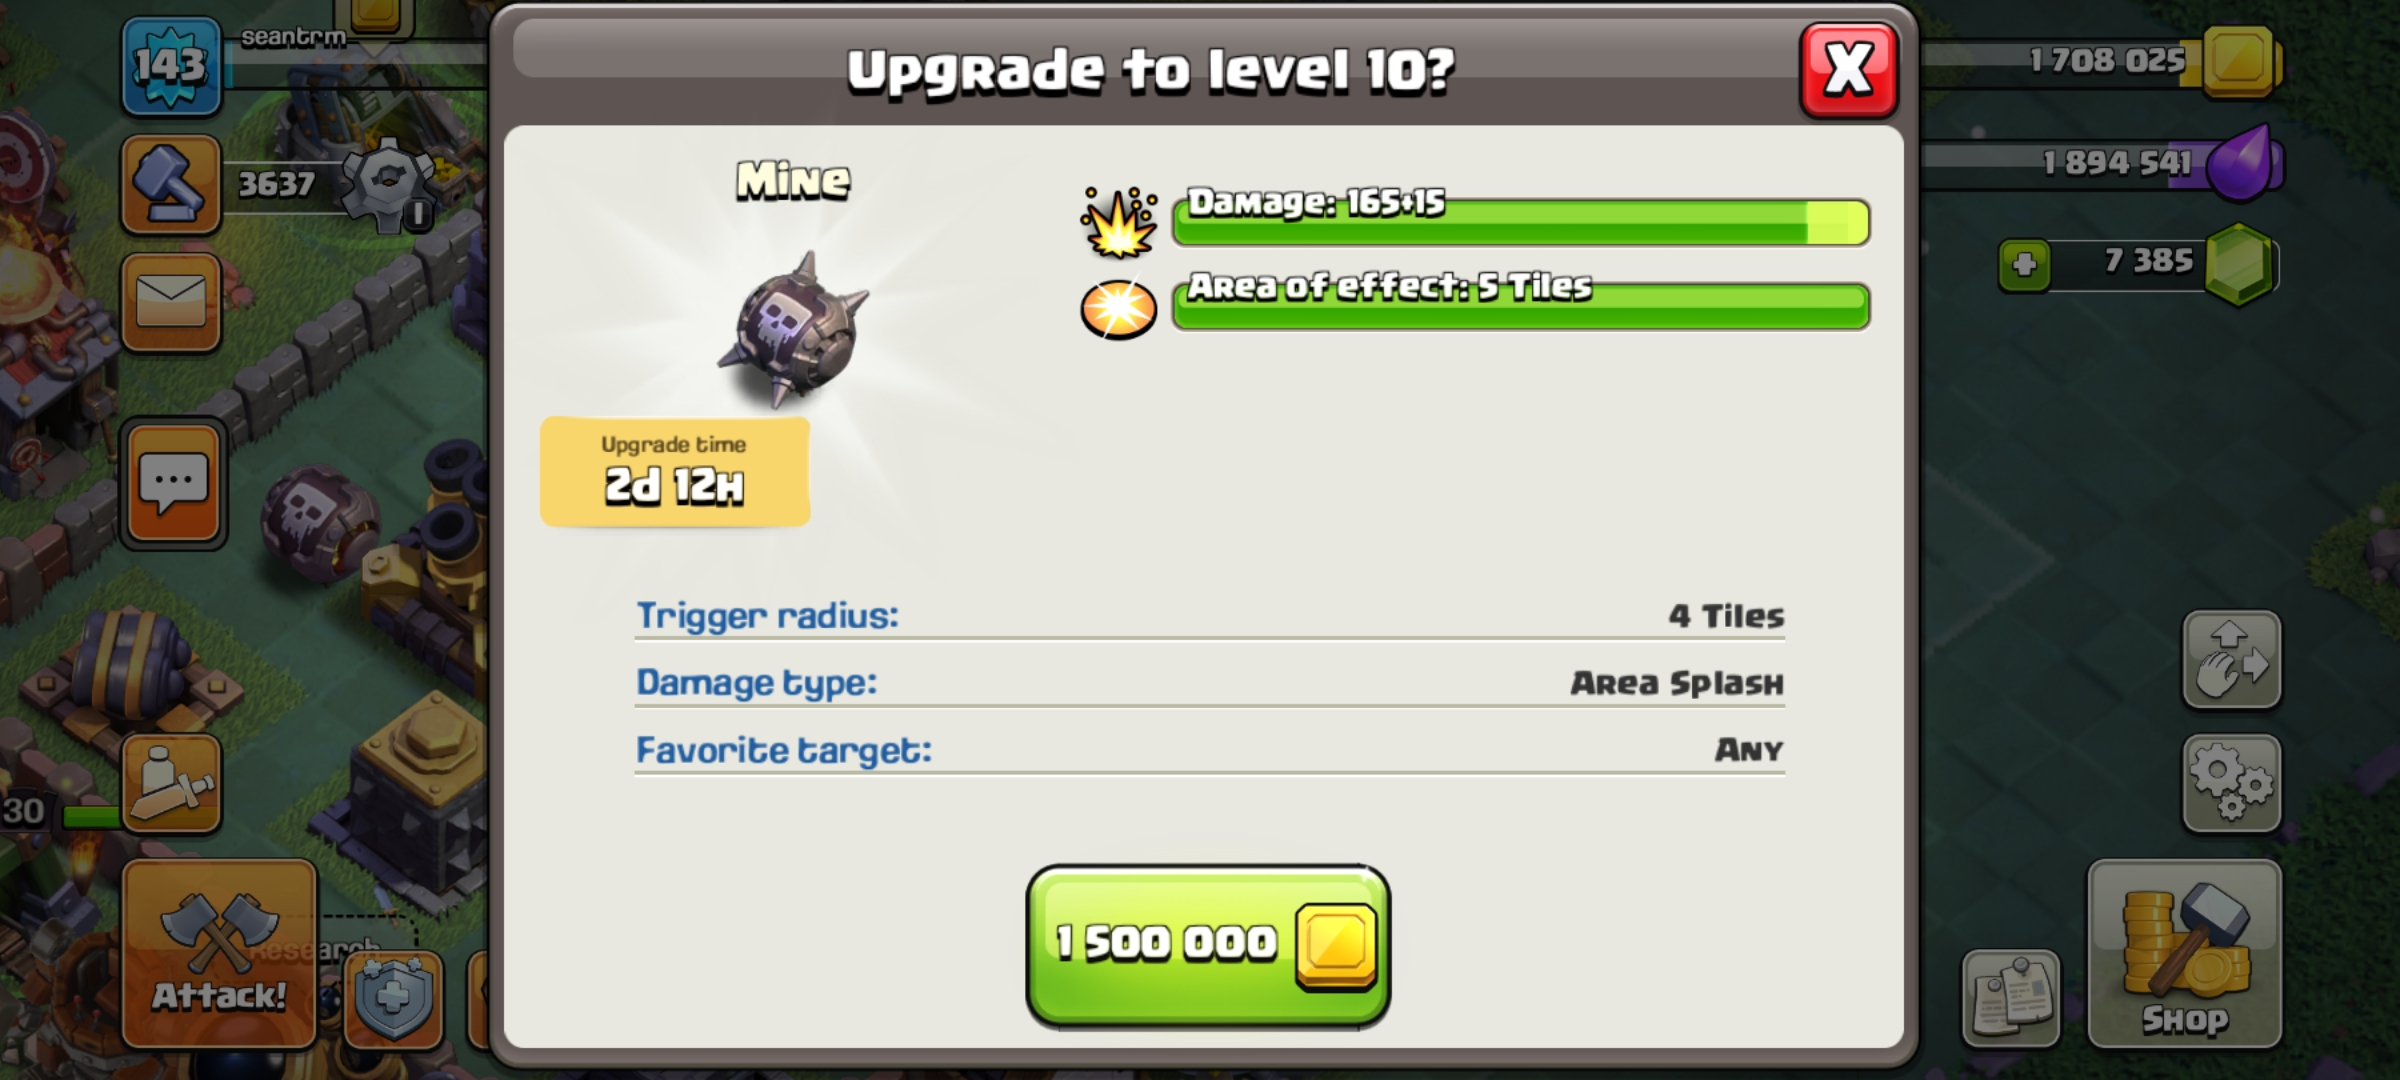 143
seantrm
3637
Upgrade to level 10?
X
1 708 025
1 894 541
7 385
Mine
Damage: 165+15
Area of effect: 5 Tiles
Upgrade time
2d 12H
Trigger radius: 4 Tiles
Damage type: Area Splash
Favorite target: Any
30
1 500 000
Research
Attack!
Shop